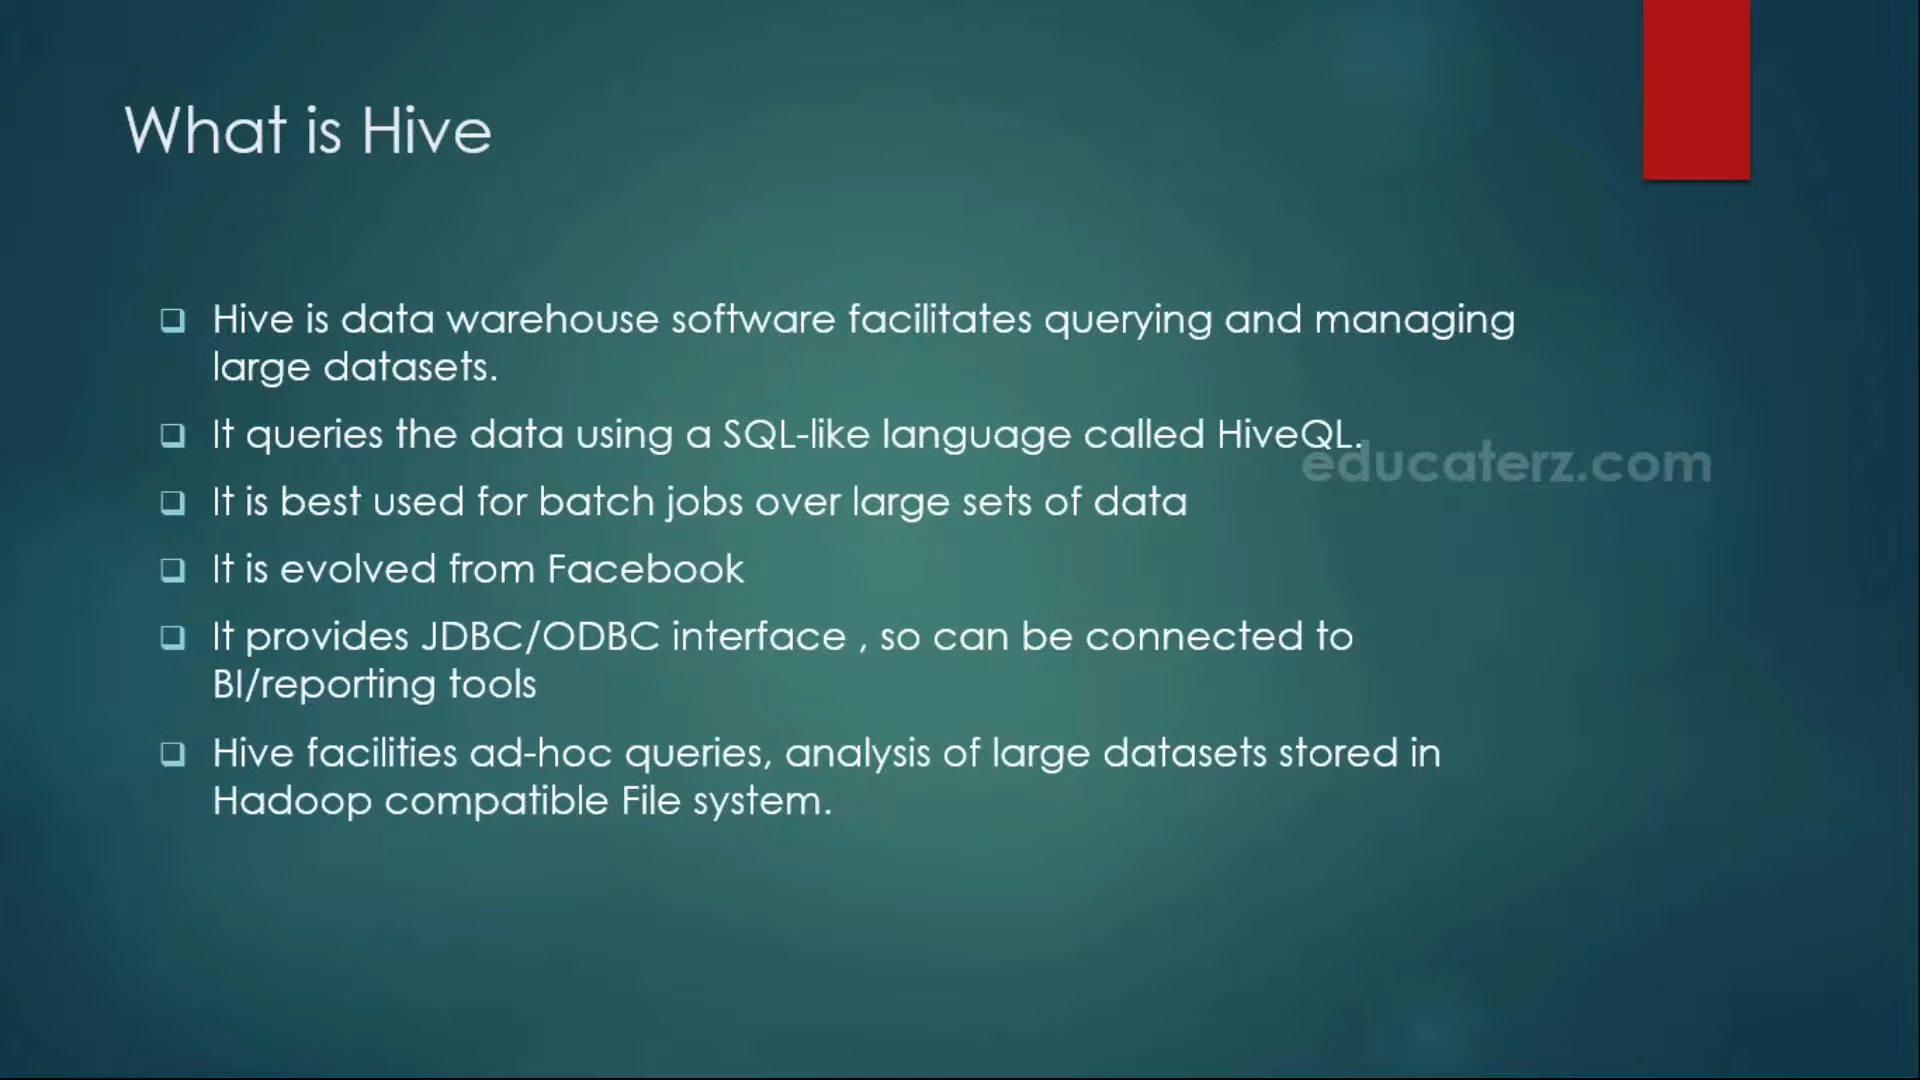 What is Hive
Hive is data warehouse software facilitates querying and managing
large datasets.
It queries the data using a SQL-like language called HiveQL.
educaterz.com
It is best used for batch jobs over large sets of data
It is evolved from Facebook
It provides JDBC/ODBC interface , so can be connected to
BI/reporting tools
Hive facilities ad-hoc queries, analysis of large datasets stored in
Hadoop compatible File system.